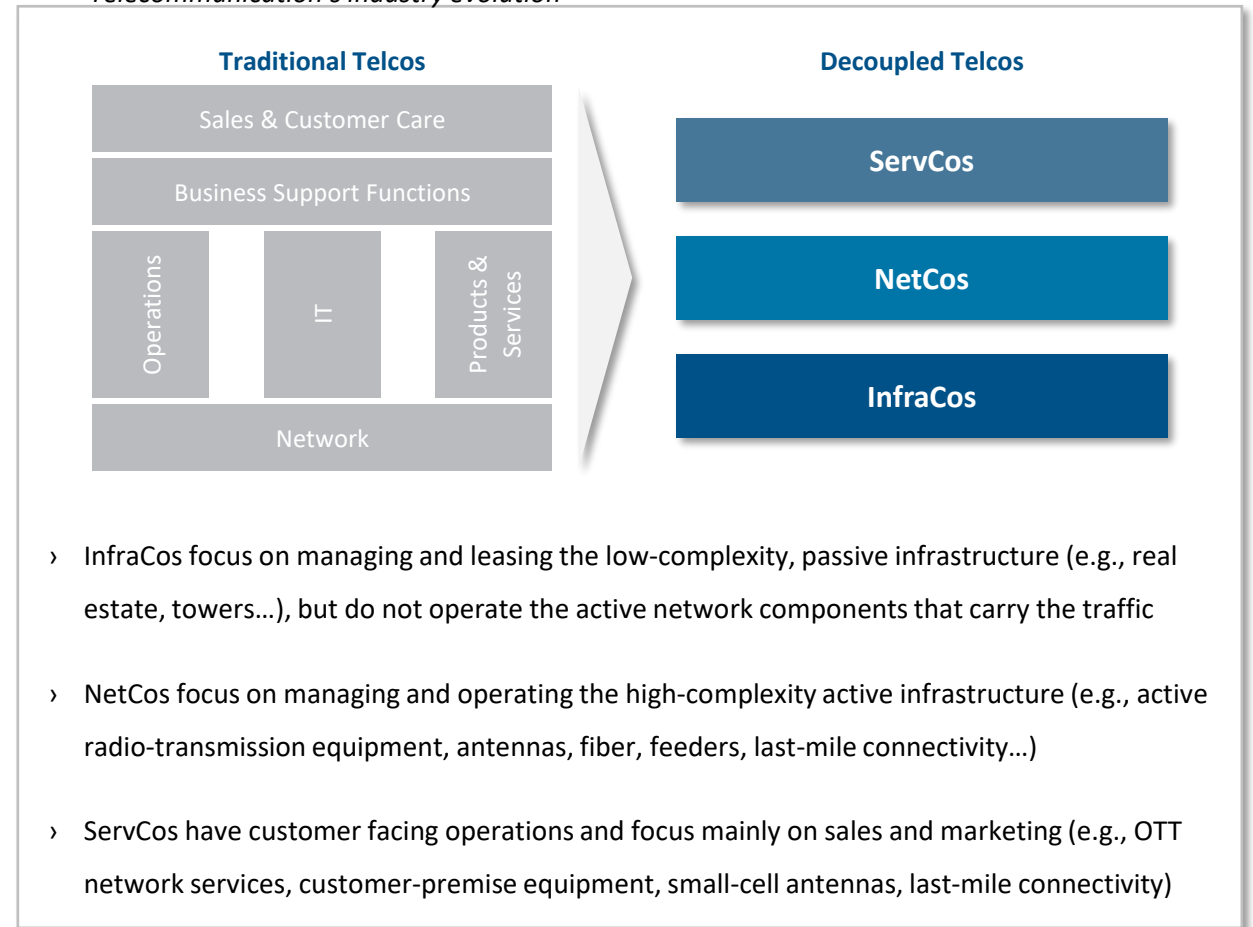 Telecommunication's industry evolution
Traditional Telcos
Decoupled Telcos
Sales & Customer Care
Business Support Functions
Operations
IT
Products &
Services
Network
ServCos
NetCos
InfraCos
› InfraCos focus on managing and leasing the low-complexity, passive infrastructure (e.g., real
estate, towers…), but do not operate the active network components that carry the traffic
› NetCos focus on managing and operating the high-complexity active infrastructure (e.g., active
radio-transmission equipment, antennas, fiber, feeders, last-mile connectivity…)
› ServCos have customer facing operations and focus mainly on sales and marketing (e.g., OTT
network services, customer-premise equipment, small-cell antennas, last-mile connectivity)